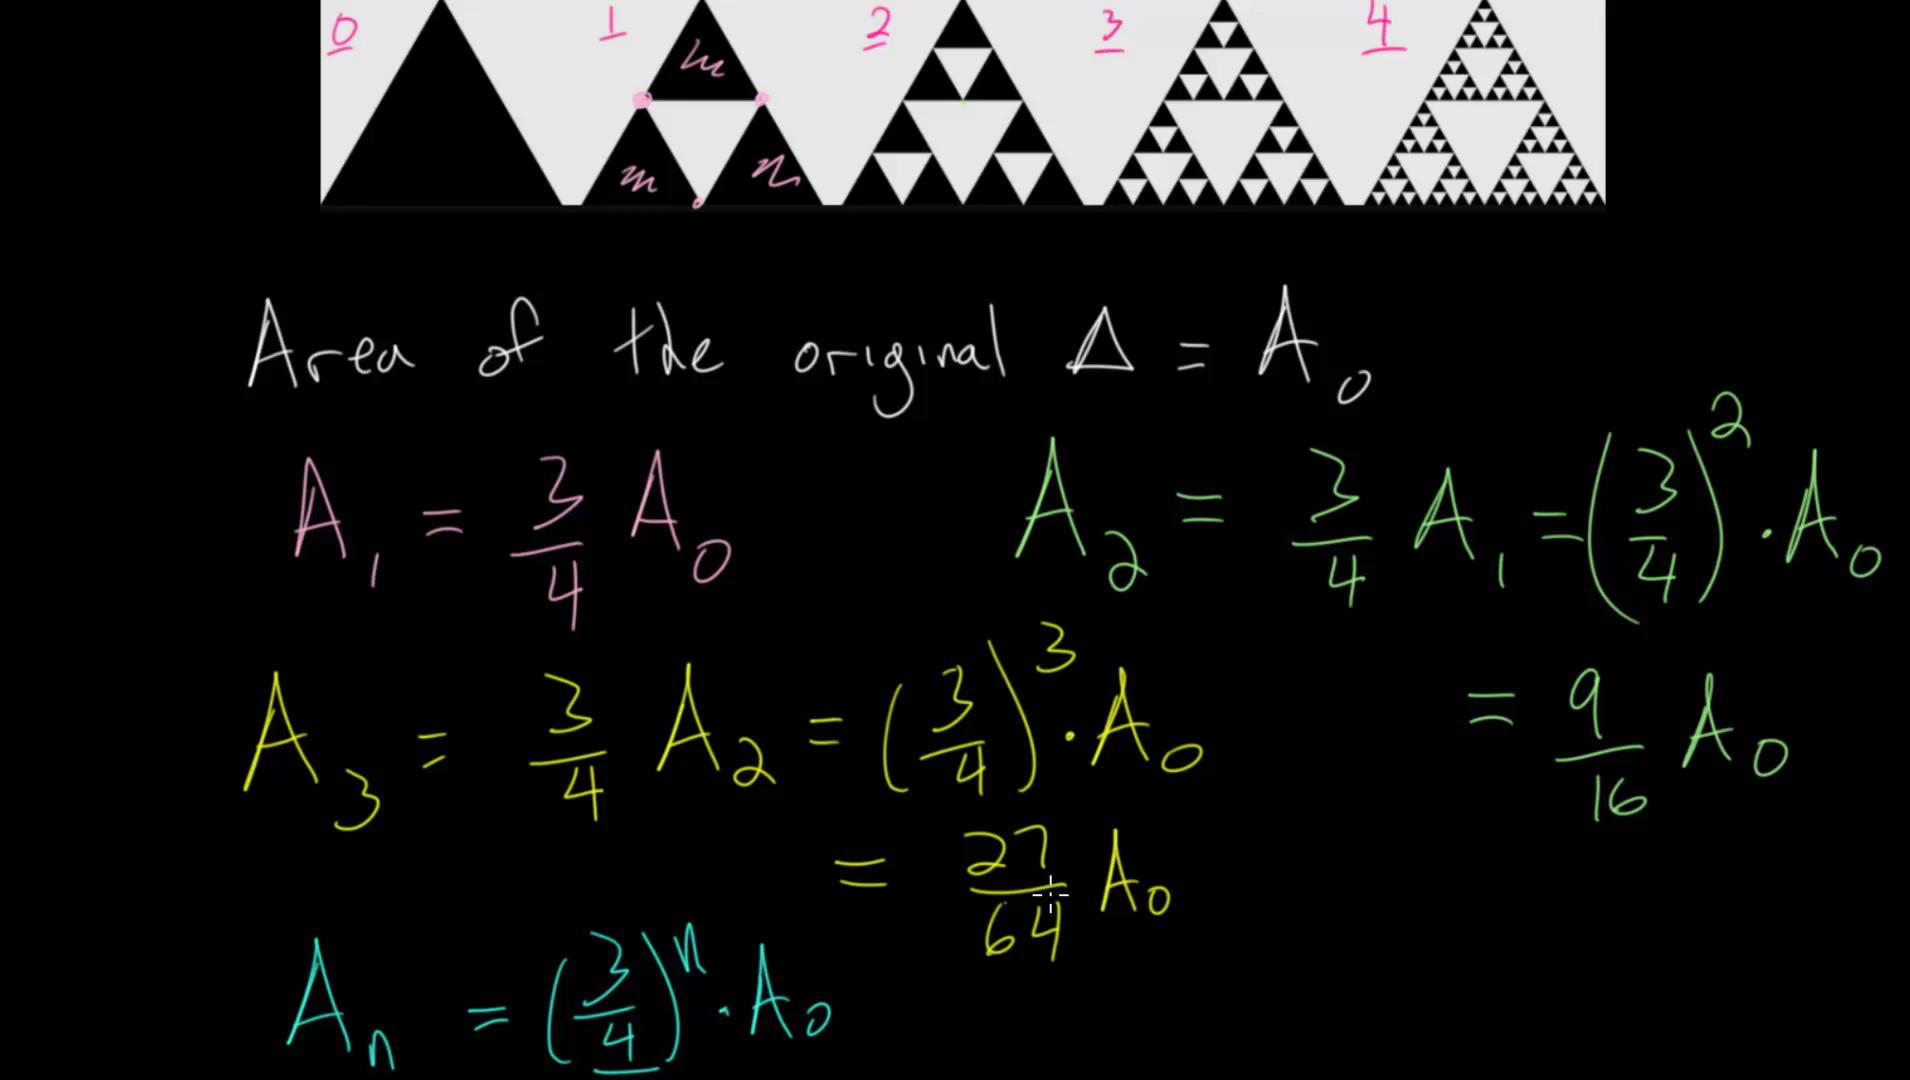 0 1 2 3 4
Area of the original Δ = A₀
A₁ = 3/4 A₀
A₂ = 3/4 A₁ = (3/4)² · A₀
= 9/16 A₀
A₃ = 3/4 A₂ = (3/4)³ · A₀
= 27/64 A₀
Aₙ = (3/4)ⁿ · A₀